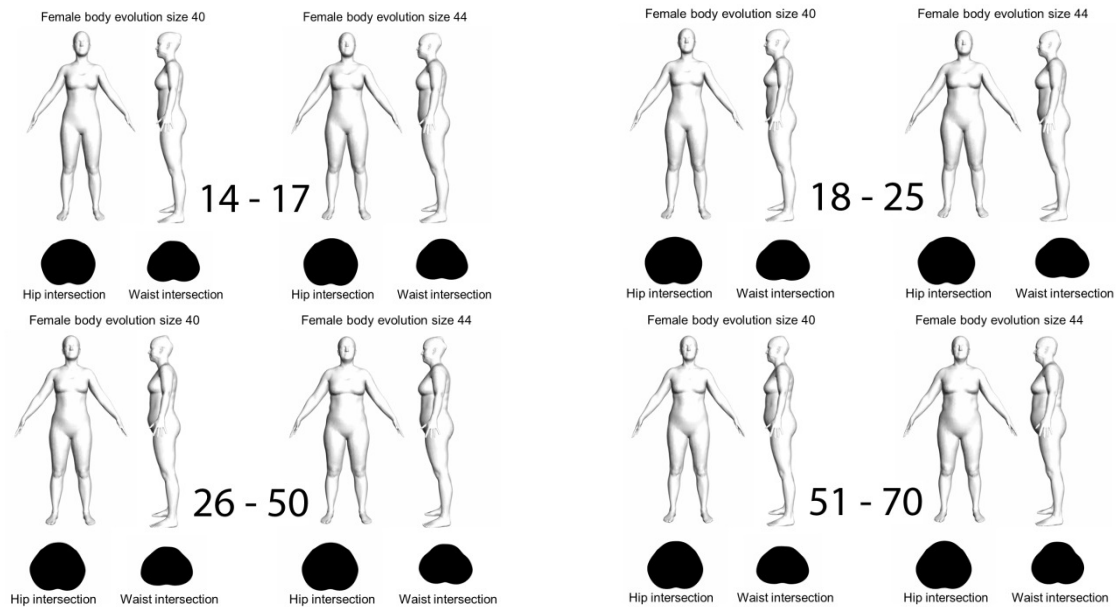 Female body evolution size 40
Female body evolution size 44
14 - 17
Hip intersection
Waist intersection
Hip intersection
Waist intersection
Female body evolution size 40
Female body evolution size 44
18 - 25
Hip intersection
Waist intersection
Hip intersection
Waist intersection
Female body evolution size 40
Female body evolution size 44
26 - 50
Hip intersection
Waist intersection
Hip intersection
Waist intersection
Female body evolution size 40
Female body evolution size 44
51 - 70
Hip intersection
Waist intersection
Hip intersection
Waist intersection